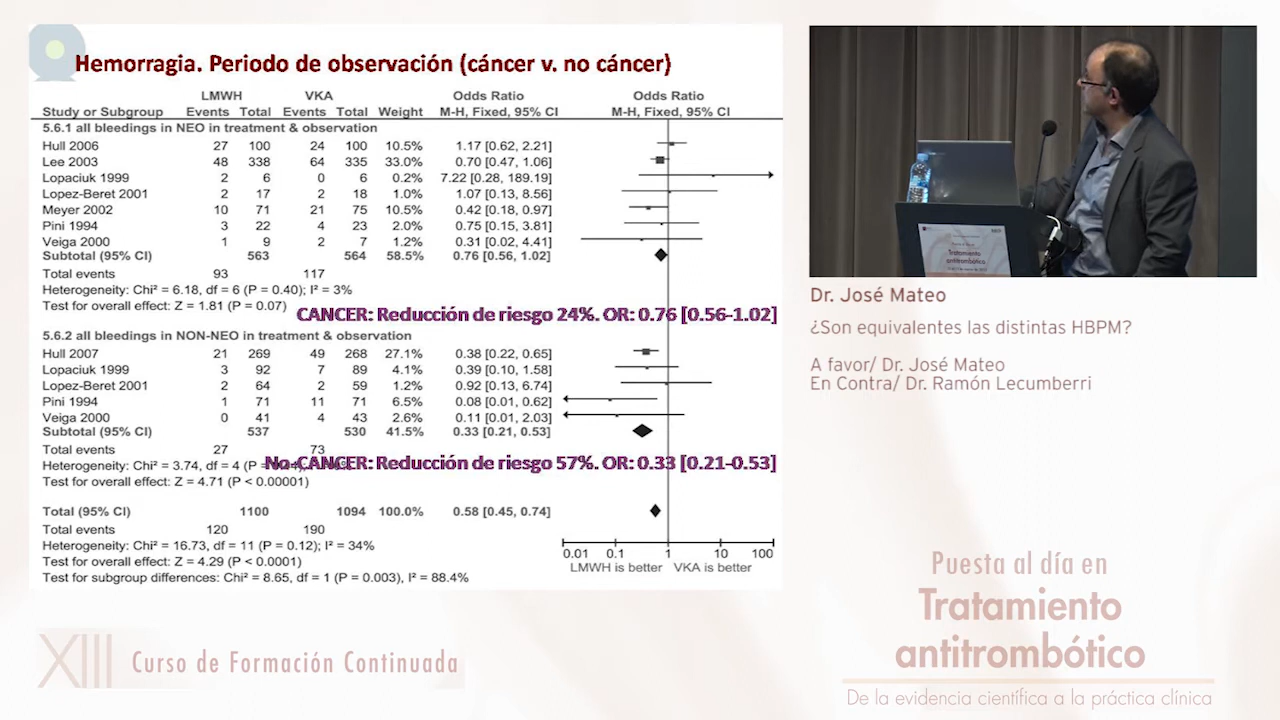 Hemorragia. Periodo de observación (cáncer v. no cáncer)
LMWH VKA Odds Ratio Odds Ratio
Study or Subgroup Events Total Events Total Weight M-H, Fixed, 95% CI M-H, Fixed, 95% CI
5.6.1 all bleedings in NEO in treatment & observation
Hull 2006 27 100 24 100 10.5% 1.17 [0.62, 2.21]
Lee 2003 48 338 64 335 33.0% 0.70 [0.47, 1.06]
Lopaciuk 1999 2 6 0 6 0.2% 7.22 [0.28, 189.19]
Lopez-Beret 2001 2 17 2 18 1.0% 1.07 [0.13, 8.56]
Meyer 2002 10 71 21 75 10.5% 0.42 [0.18, 0.97]
Pini 1994 3 22 4 23 2.0% 0.75 [0.15, 3.81]
Veiga 2000 1 9 2 7 1.2% 0.31 [0.02, 4.41]
Subtotal (95% CI) 563 564 58.5% 0.76 [0.56, 1.02]
Total events 93 117
Heterogeneity: Chi² = 6.18, df = 6 (P = 0.40); I² = 3%
Test for overall effect: Z = 1.81 (P = 0.07)
CANCER: Reducción de riesgo 24%. OR: 0.76 [0.56-1.02]
5.6.2 all bleedings in NON-NEO in treatment & observation
Hull 2007 21 269 49 268 27.1% 0.38 [0.22, 0.65]
Lopaciuk 1999 3 92 7 89 4.1% 0.39 [0.10, 1.58]
Lopez-Beret 2001 2 64 2 59 1.2% 0.92 [0.13, 6.74]
Pini 1994 1 71 11 71 6.5% 0.08 [0.01, 0.62]
Veiga 2000 0 41 4 43 2.6% 0.11 [0.01, 2.03]
Subtotal (95% CI) 537 530 41.5% 0.33 [0.21, 0.53]
Total events 27 73
Heterogeneity: Chi² = 3.74, df = 4 (P =
No-CANCER: Reducción de riesgo 57%. OR: 0.33 [0.21-0.53]
Test for overall effect: Z = 4.71 (P < 0.00001)
Total (95% CI) 1100 1094 100.0% 0.58 [0.45, 0.74]
Total events 120 190
Heterogeneity: Chi² = 16.73, df = 11 (P = 0.12); I² = 34%
Test for overall effect: Z = 4.29 (P < 0.0001)
Test for subgroup differences: Chi² = 8.65, df = 1 (P = 0.003), I² = 88.4%
0.01 0.1 1 10 100
LMWH is better VKA is better
Tratamiento
antitrombótico
Dr. José Mateo
¿Son equivalentes las distintas HBPM?
A favor/ Dr. José Mateo
En Contra/ Dr. Ramón Lecumberri
Puesta al día en
Tratamiento
antitrombótico
De la evidencia científica a la práctica clínica
XIII Curso de Formación Continuada